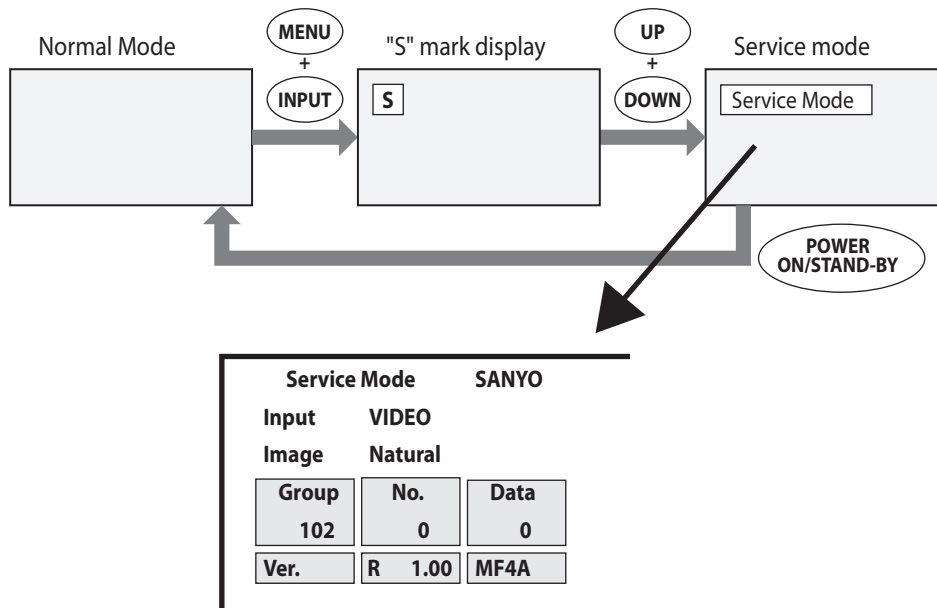 Normal Mode
MENU
+
INPUT
"S" mark display
S
UP
+
DOWN
Service mode
Service Mode
POWER
ON/STAND-BY
Service Mode SANYO
Input VIDEO
Image Natural
Group No. Data
102 0 0
Ver. R 1.00 MF4A